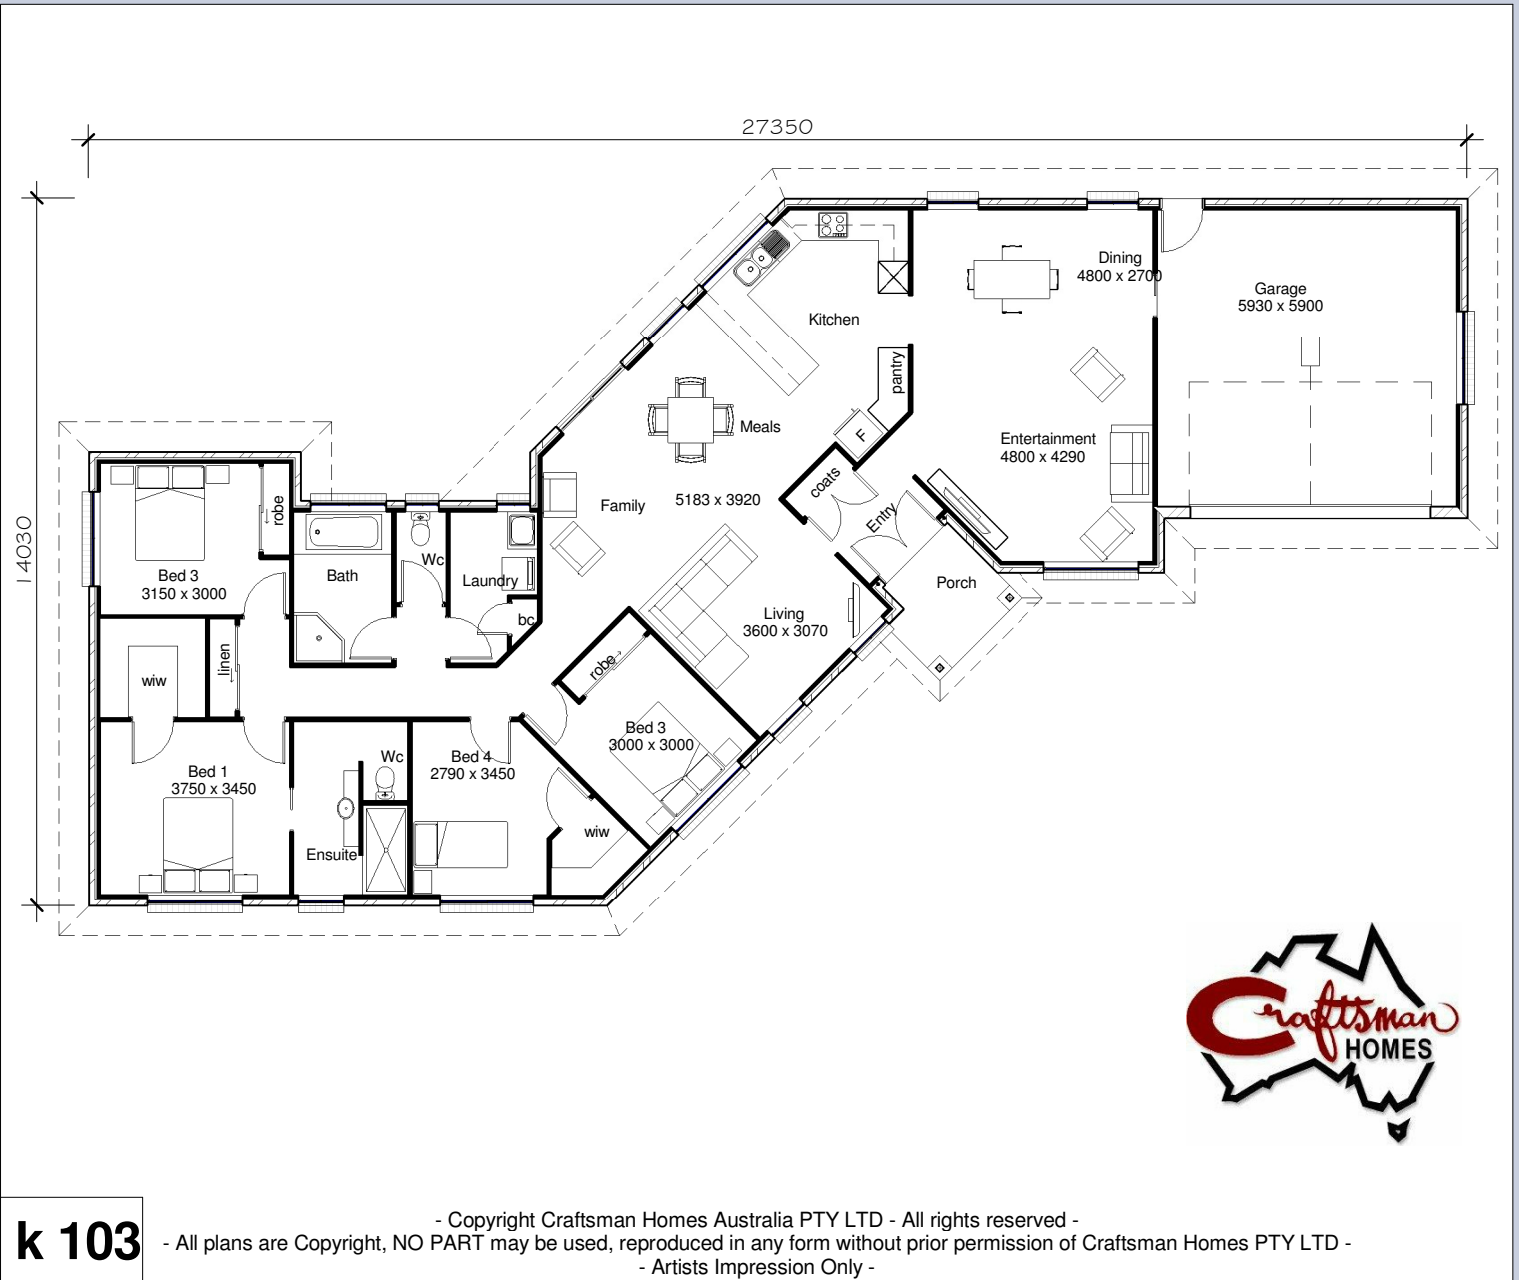 27350
14030
Dining
4800 x 2700
Garage
5930 x 5900
Kitchen
pantry
F
Meals
Entertainment
4800 x 4290
coats
Entry
Family
5183 x 3920
robe
Bed 3
3150 x 3000
Bath
Wc
Laundry
bc
Porch
Living
3600 x 3070
linen
wiw
robe
Bed 3
3000 x 3000
Bed 1
3750 x 3450
Wc
Bed 4
2790 x 3450
wiw
Ensuite
Craftsman
HOMES
k 103
- Copyright Craftsman Homes Australia PTY LTD - All rights reserved -
- All plans are Copyright, NO PART may be used, reproduced in any form without prior permission of Craftsman Homes PTY LTD -
- Artists Impression Only -